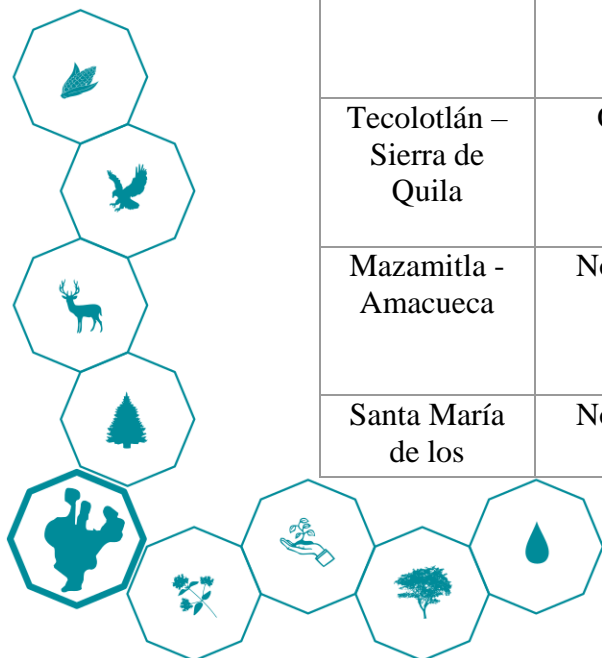 Tecolotlán –
Sierra de
Quila
Mazamitla -
Amacueca
Santa María
de los